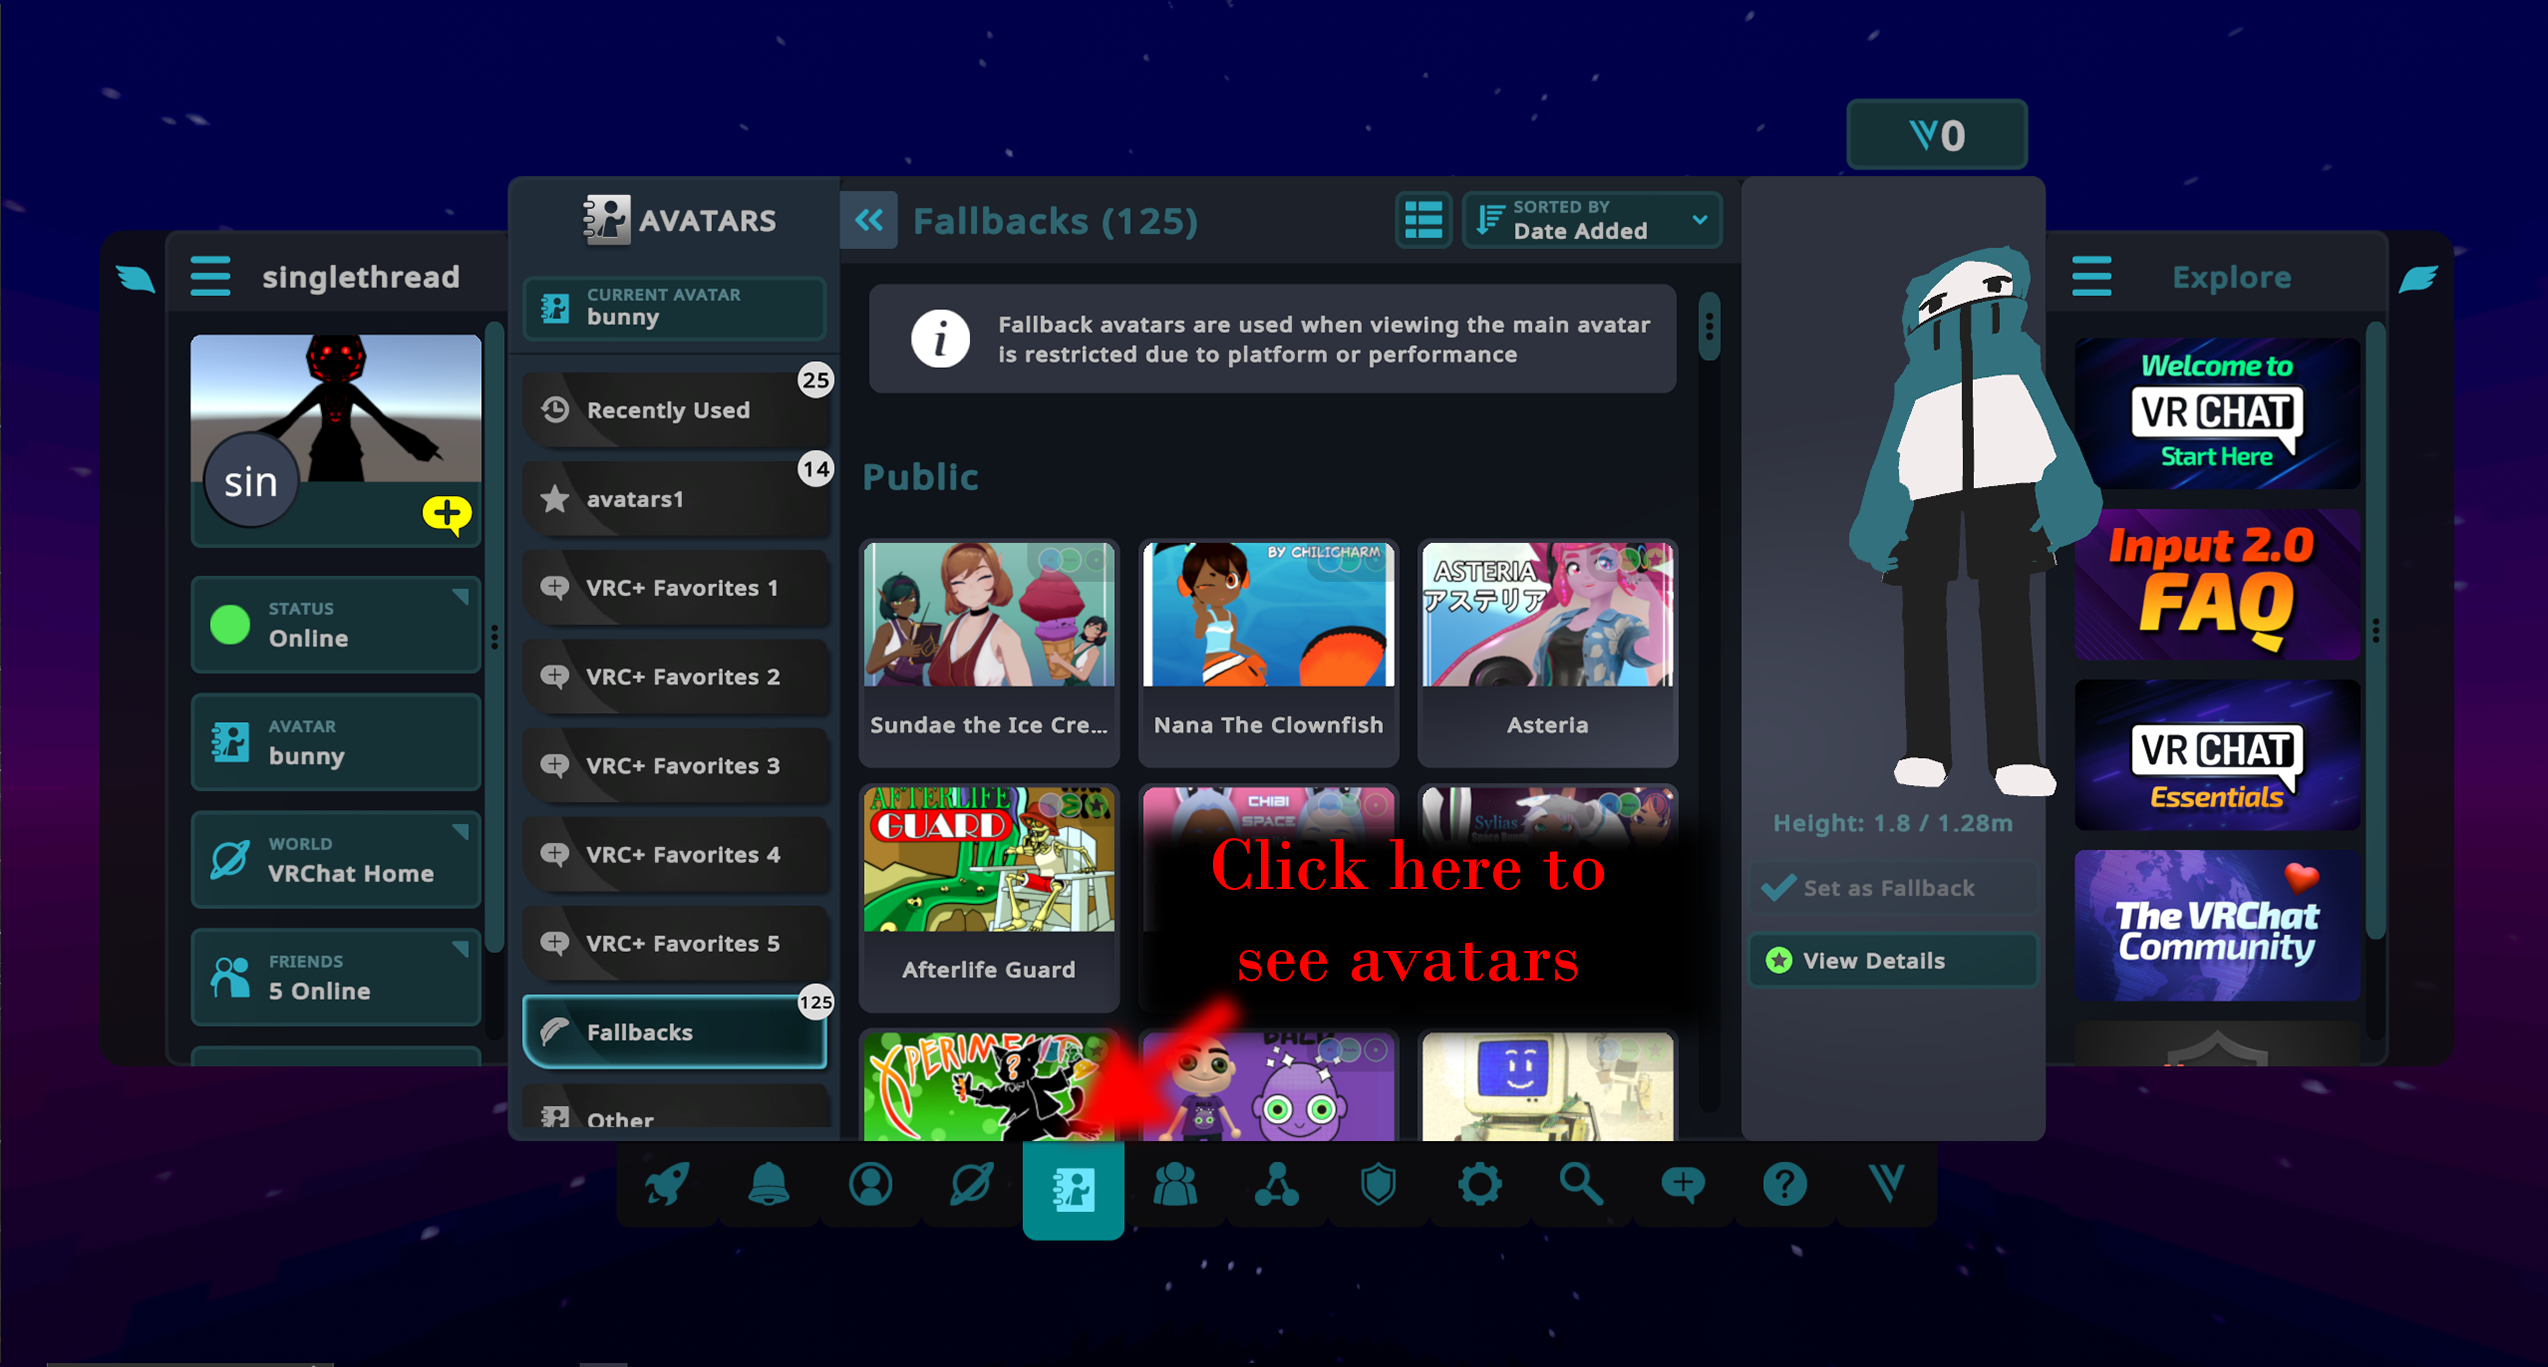 V0
AVATARS
Fallbacks (125)
SORTED BY
Date Added
singlethread
CURRENT AVATAR
bunny
Explore
Fallback avatars are used when viewing the main avatar
is restricted due to platform or performance
sin
25
Recently Used
14
avatars1
VRC+ Favorites 1
VRC+ Favorites 2
VRC+ Favorites 3
VRC+ Favorites 4
VRC+ Favorites 5
125
Fallbacks
Other
STATUS
Online
AVATAR
bunny
WORLD
VRChat Home
FRIENDS
5 Online
Public
Sundae the Ice Cre...
BY CHILICHARM
Nana The Clownfish
ASTERIA
アステリア
Asteria
AFTERLIFE
GUARD
Afterlife Guard
CHIBI
SPACE
Sylias
Space Bunny
Click here to
see avatars
XPERIMENT
?
BALD
Height: 1.8 / 1.28m
Set as Fallback
View Details
Welcome to
VR CHAT
Start Here
Input 2.0
FAQ
VR CHAT
Essentials
The VRChat
Community